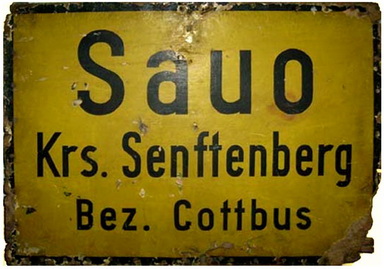 Sauo
Krs. Senftenberg
Bez. Cottbus